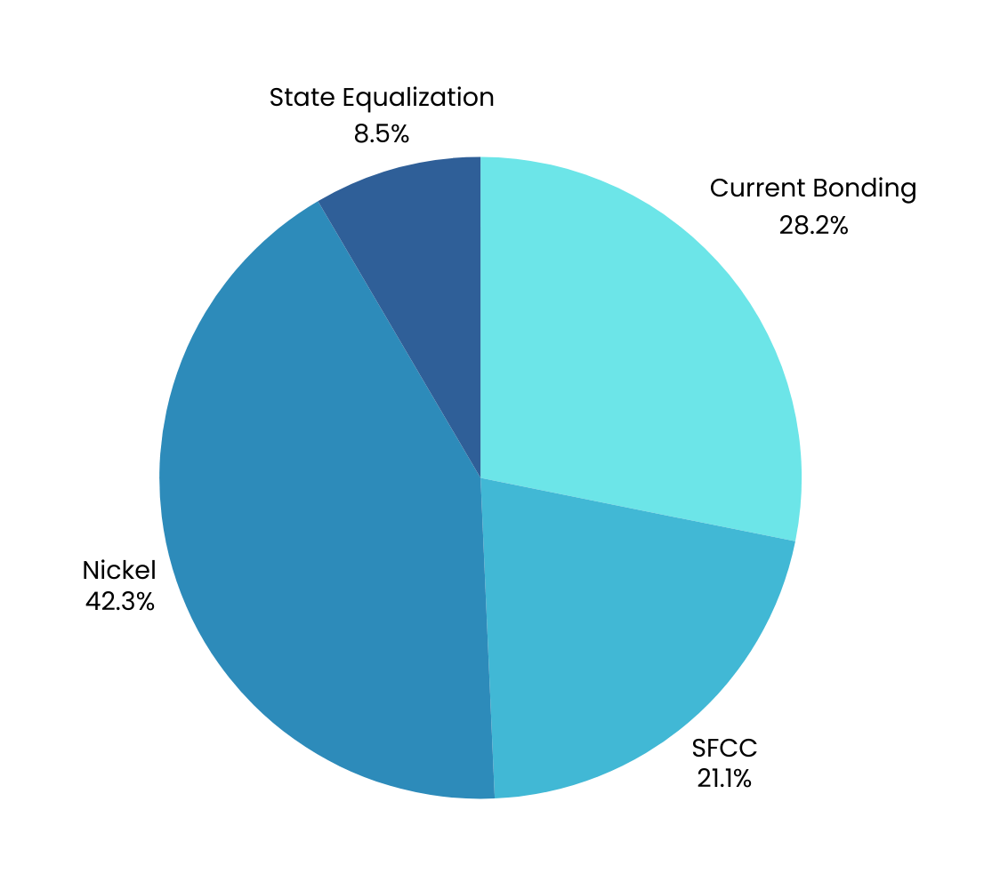 State Equalization
8.5%
Current Bonding
28.2%
Nickel
42.3%
SFCC
21.1%